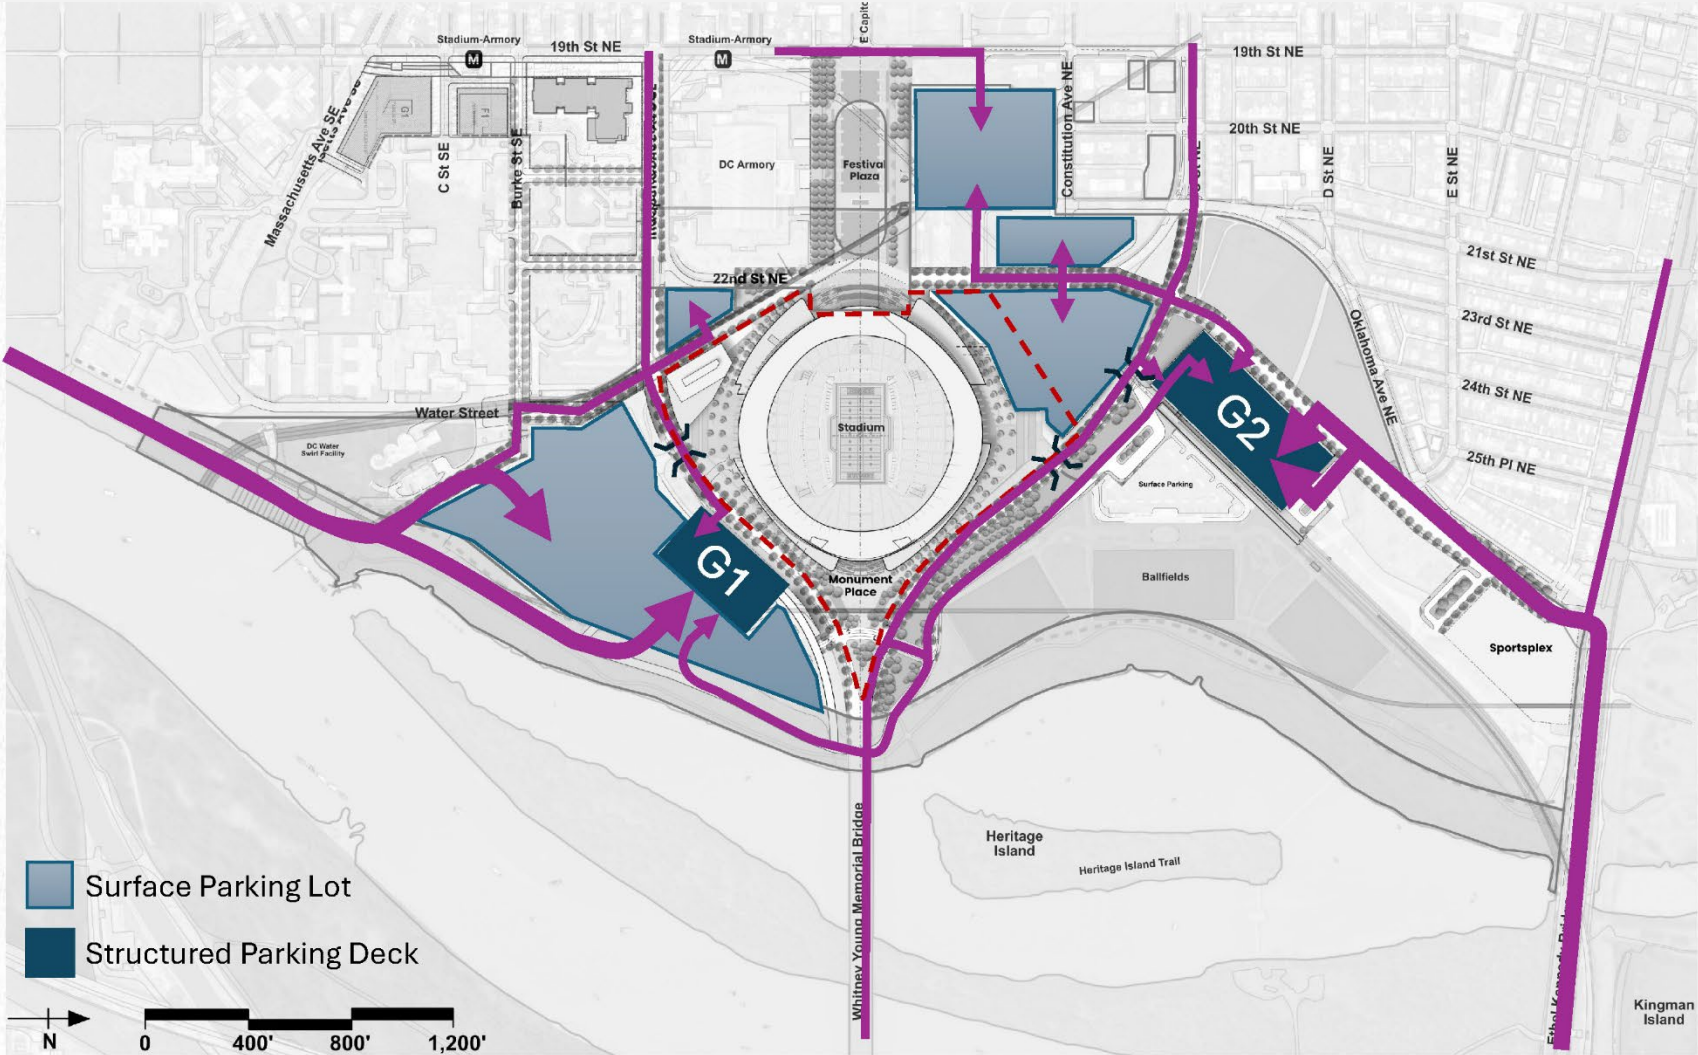 Stadium-Armory
M
19th St NE
Stadium-Armory
M
E Capito
19th St NE
Massachusetts Ave SE
C St SE
Burke St SE
DC Armory
Festival
Plaza
Constitution Ave NE
20th St NE
D St NE
E St NE
22nd St NE
21st St NE
23rd St NE
24th St NE
25th Pl NE
Oklahoma Ave NE
Water Street
DC Water
Swirl Facility
Stadium
G1
G2
Surface Parking
Monument
Place
Ballfields
Sportsplex
Heritage
Island
Heritage Island Trail
Whitney Young Memorial Bridge
Kingman
Island
Surface Parking Lot
Structured Parking Deck
N
0
400'
800'
1,200'